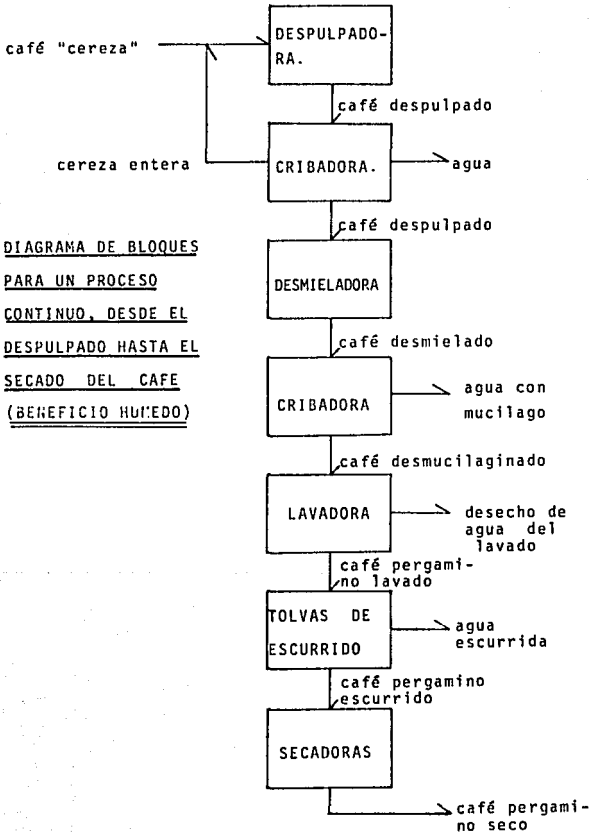 DESPULPADO-
RA.
café "cereza"
café despulpado
cereza entera
CRIBADORA.
agua
café despulpado
DIAGRAMA DE BLOQUES
PARA UN PROCESO
CONTINUO, DESDE EL
DESPULPADO HASTA EL
SECADO DEL CAFE
(BENEFICIO HUMEDO)
DESMIELADORA
café desmielado
CRIBADORA
agua con
mucilago
café desmucilaginado
LAVADORA
desecho de
agua del
lavado
café pergami-
no lavado
TOLVAS DE
ESCURRIDO
agua
escurrida
café pergamino
escurrido
SECADORAS
café pergami-
no seco